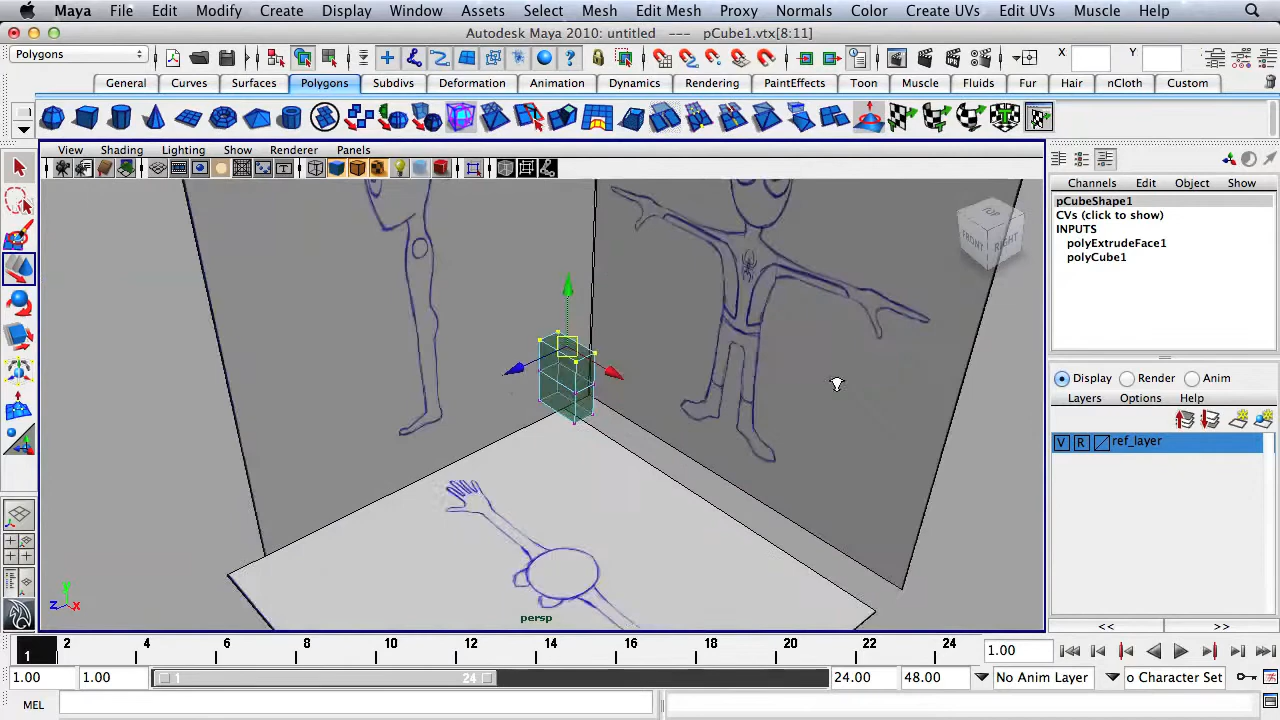 Maya File Edit Modify Create Display Window Assets Select Mesh Edit Mesh Proxy Normals Color Create UVs Edit UVs Muscle Help
Autodesk Maya 2010: untitled --- pCube1.vtx[8:11]
Polygons
X Y
General Curves Surfaces Polygons Subdivs Deformation Animation Dynamics Rendering PaintEffects Toon Muscle Fluids Fur Hair nCloth Custom
View Shading Lighting Show Renderer Panels
Channels Edit Object Show
pCubeShape1
CVs (click to show)
INPUTS
polyExtrudeFace1
polyCube1
TOP
FRONT RIGHT
Display Render Anim
Layers Options Help
V R ref_layer
y
z x
persp
<< >>
1 2 4 6 8 10 12 14 16 18 20 22 24 1.00
1.00 1.00 1 24 24.00 48.00 No Anim Layer o Character Set
MEL